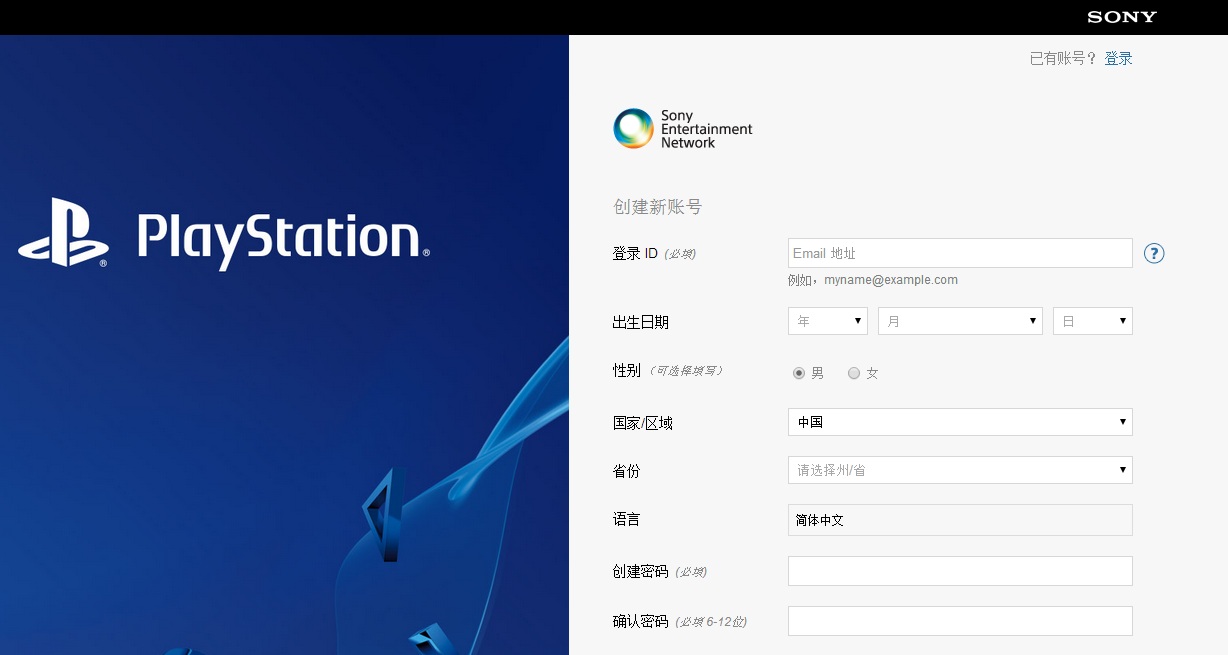 SONY
已有账号？ 登录
Sony
Entertainment
Network
PlayStation®
创建新账号
登录 ID (必填) Email 地址 ?
例如，myname@example.com
出生日期 年 月 日
性别 （可选择填写） 男 女
国家/区域 中国
省份 请选择州/省
语言 简体中文
创建密码 (必填)
确认密码 (必填 6-12位)